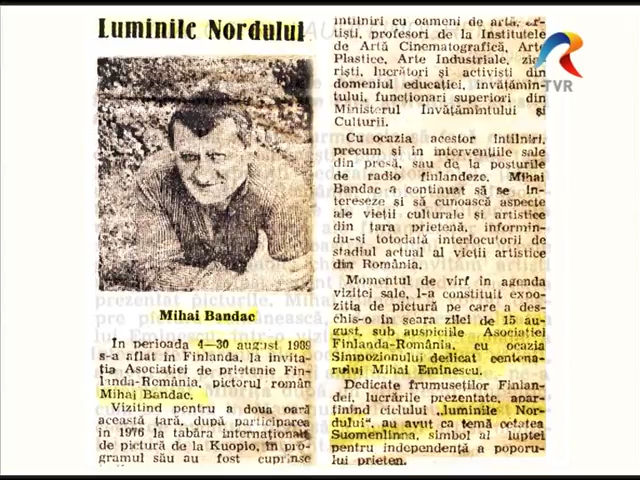 Luminile Nordului
Mihai Bandac
In perioada 4—30 august 1989
s-a aflat în Finlanda, la invita-
ția Asociației de prietenie Fin-
landa-România, pictorul român
Mihai Bandac.
Vizitind pentru a doua oară
această țară, după participarea
în 1976 la tabăra internațională
de pictură de la Kuopio, în pro-
gramul său au fost cuprinse
întîlniri cu oameni de artă, ar-
tiști, profesori de la Institutele
de Artă Cinematografică, Arte
Plastice, Arte Industriale, zia-
riști, lucrători și activiști din
domeniul educației, învățămîn-
tului, funcționari superiori din
Ministerul Invățămîntului și
Culturii.
Cu ocazia acestor întîlniri,
precum și în intervențiile sale
din presă, sau de la posturile
de radio finlandeze, Mihai
Bandac a continuat să se in-
tereseze și să cunoască aspecte
ale vieții culturale și artistice
din țara prietenă, informin-
du-și totodată interlocutorii de
stadiul actual al vieții artistice
din România.
Momentul de vîrf în agenda
vizitei sale, l-a constituit expo-
ziția de pictură pe care a des-
chis-o în seara zilei de 15 au-
gust, sub auspiciile Asociației
Finlanda-România, cu ocazia
Simpozionului dedicat centena-
rului Mihai Eminescu.
Dedicate frumuseților Finlan-
dei, lucrările prezentate, apar-
ținînd ciclului „luminile Nor-
dului", au avut ca temă cetatea
Suomenlinna, simbol al luptei
pentru independență a poporu-
lui prieten.
TVR